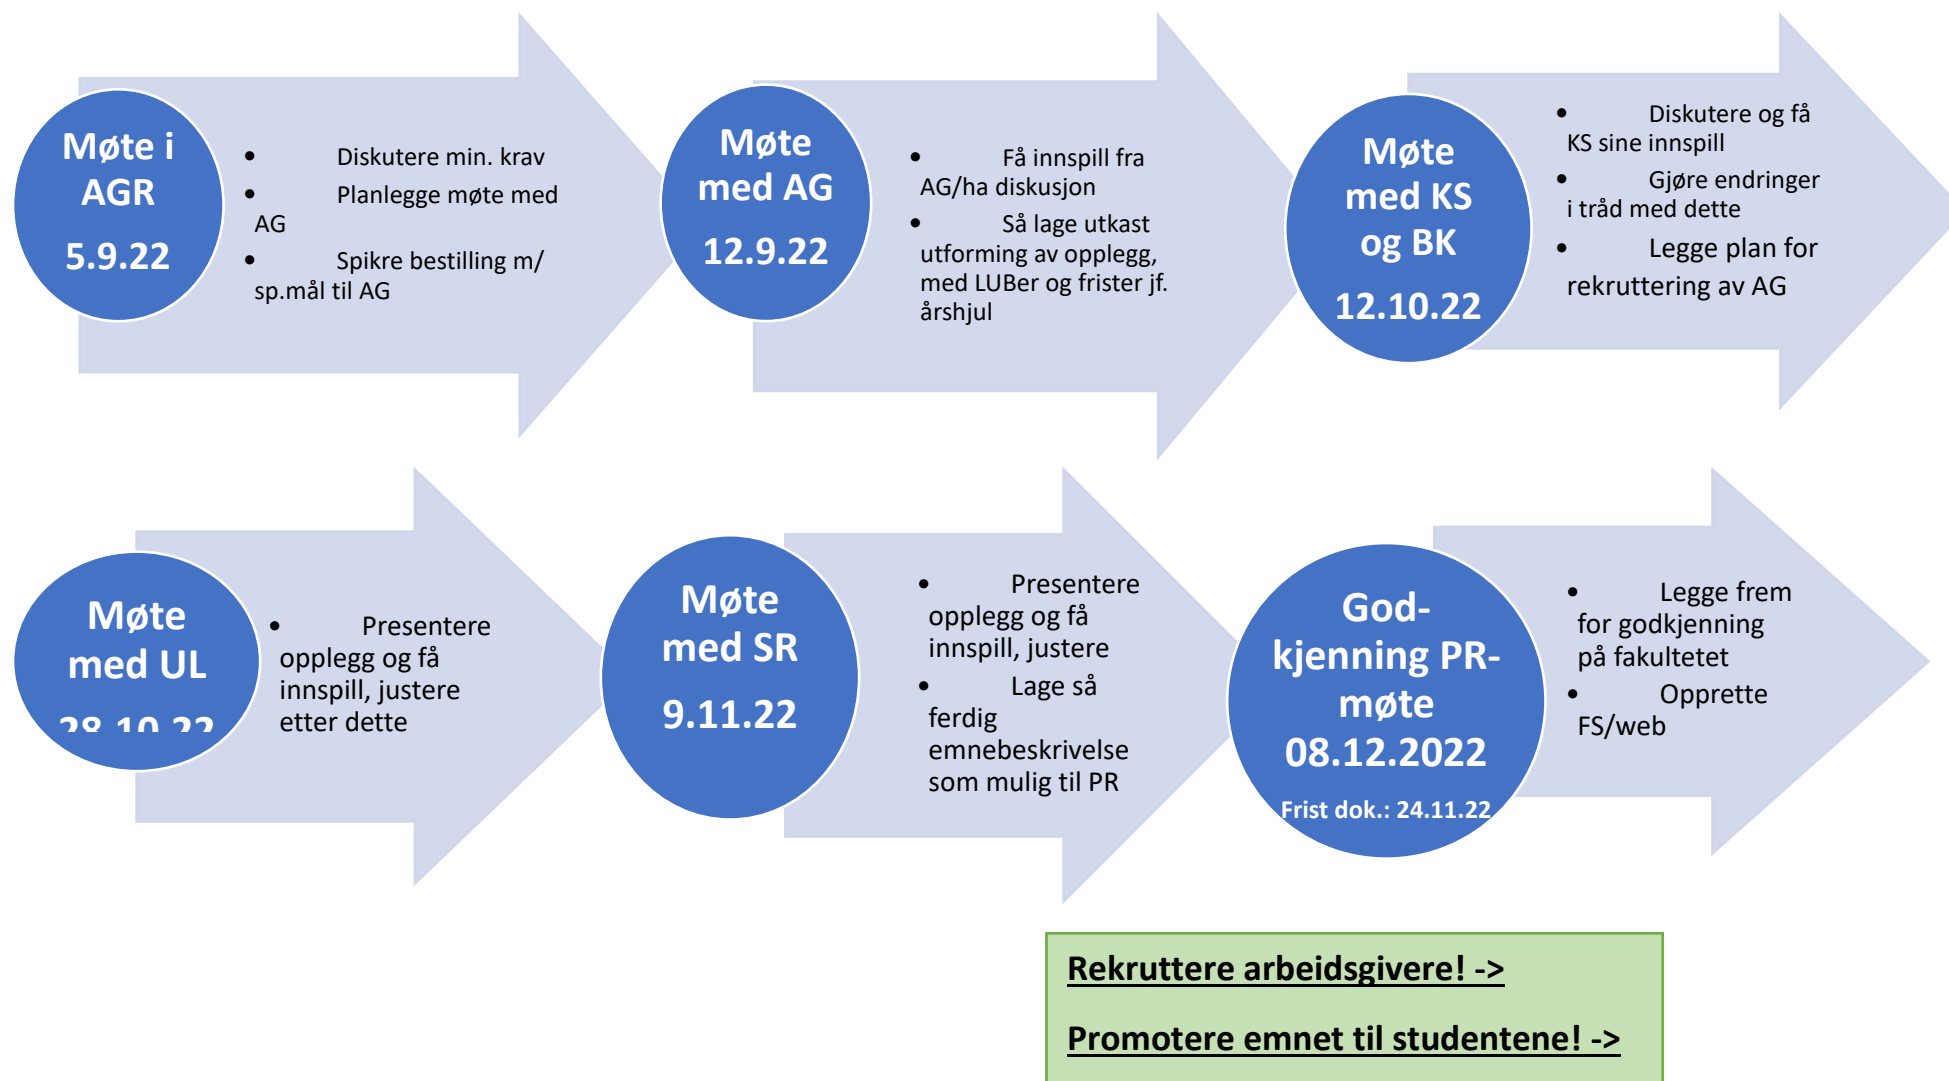 Møte i
AGR
5.9.22
• Diskutere min. krav
• Planlegge møte med
AG
• Spikre bestilling m/
sp.mål til AG
Møte
med AG
12.9.22
• Få innspill fra
AG/ha diskusjon
• Så lage utkast
utforming av opplegg,
med LUBer og frister jf.
årshjul
Møte
med KS
og BK
12.10.22
• Diskutere og få
KS sine innspill
• Gjøre endringer
i tråd med dette
• Legge plan for
rekruttering av AG
Møte
med UL
28.10.22
• Presentere
opplegg og få
innspill, justere
etter dette
Møte
med SR
9.11.22
• Presentere
opplegg og få
innspill, justere
• Lage så
ferdig
emnebeskrivelse
som mulig til PR
God-
kjenning PR-
møte
08.12.2022
Frist dok.: 24.11.22
• Legge frem
for godkjenning
på fakultetet
• Opprette
FS/web
Rekruttere arbeidsgivere! ->
Promotere emnet til studentene! ->